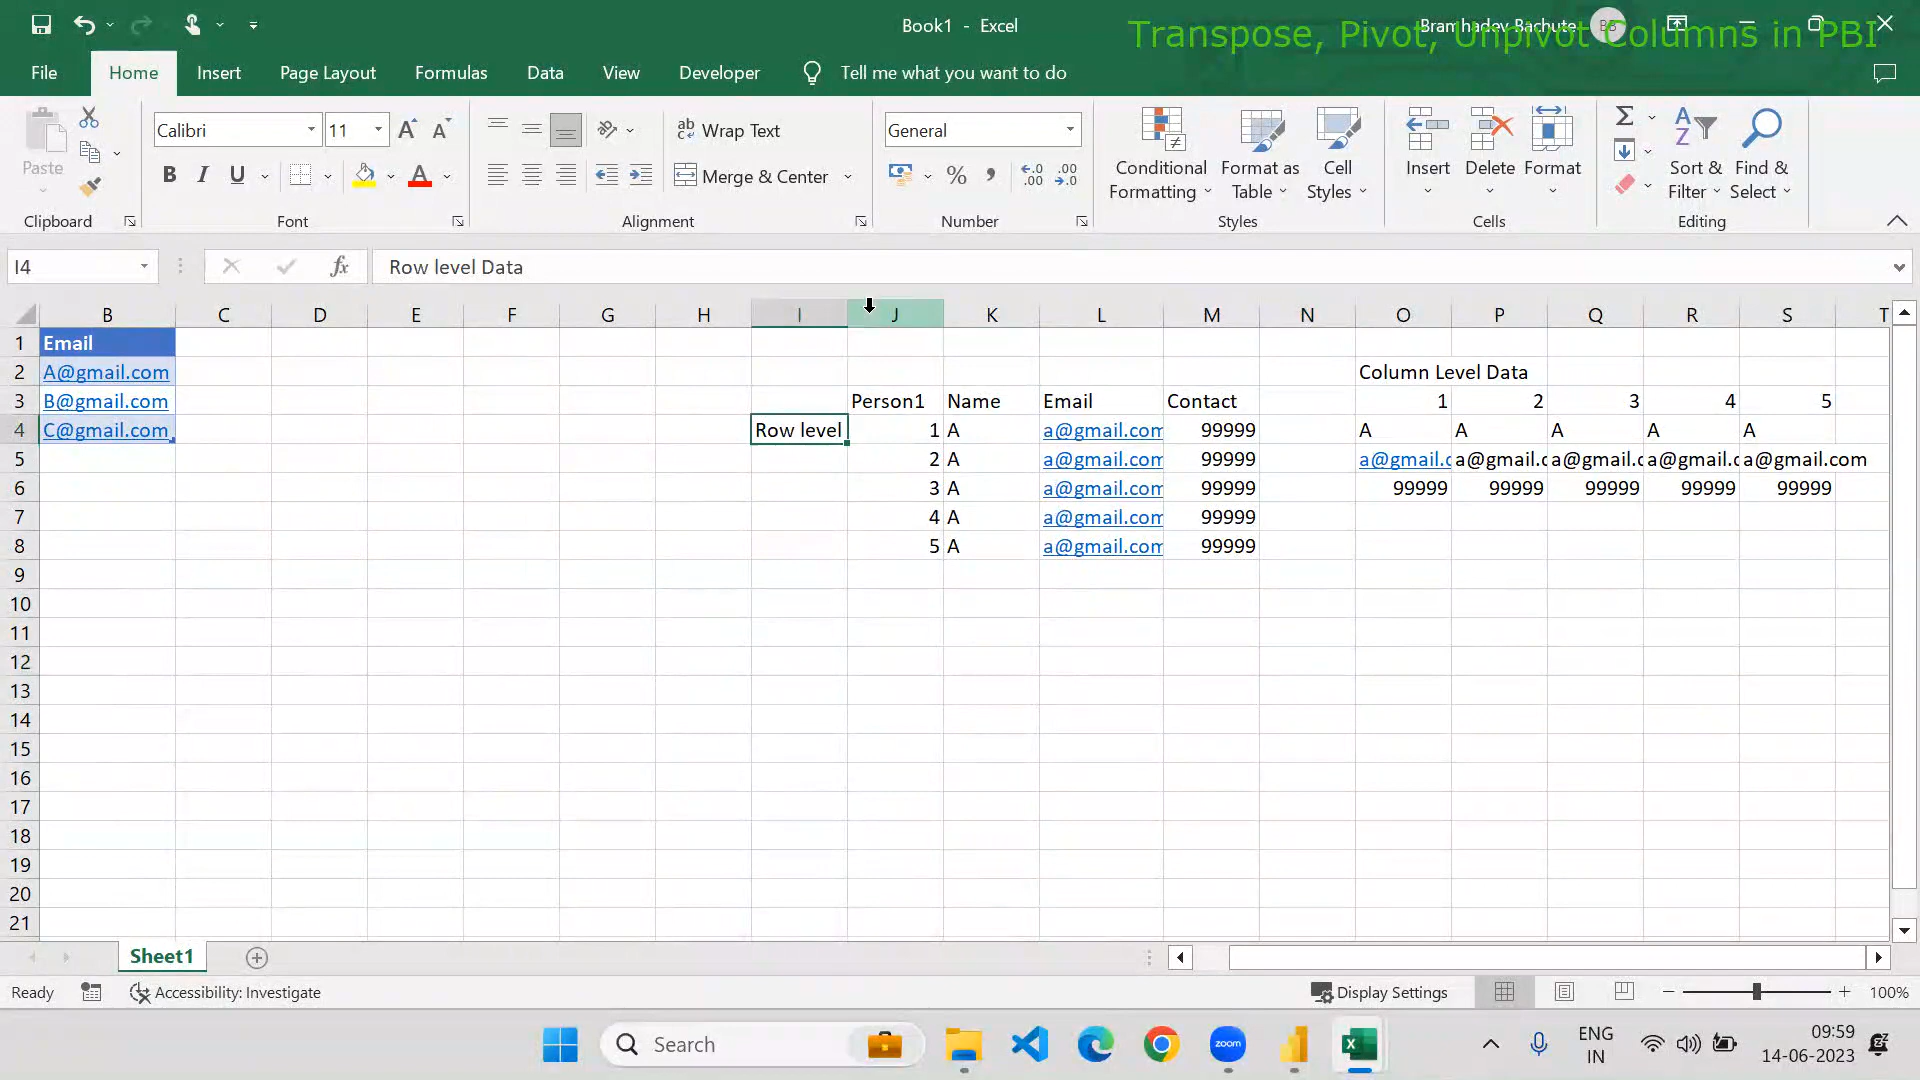 Book1 - Excel
Bramhadev Bachute
Transpose, Pivot, Unpivot Columns in PBI
File Home Insert Page Layout Formulas Data View Developer Tell me what you want to do
Paste
Calibri 11
B I U
Wrap Text
Merge & Center
General
Conditional Formatting
Format as Table
Cell Styles
Insert Delete Format
Sort & Filter
Find & Select
Clipboard Font Alignment Number Styles Cells Editing
I4 fx Row level Data
B C D E F G H I J K L M N O P Q R S T
1 Email
2 A@gmail.com Column Level Data
3 B@gmail.com Person1 Name Email Contact 1 2 3 4 5
4 C@gmail.com Row level 1 A a@gmail.com 99999 A A A A A
5 2 A a@gmail.com 99999 a@gmail.c a@gmail.c a@gmail.c a@gmail.c a@gmail.com
6 3 A a@gmail.com 99999 99999 99999 99999 99999 99999
7 4 A a@gmail.com 99999
8 5 A a@gmail.com 99999
9
10
11
12
13
14
15
16
17
18
19
20
21
Sheet1
Ready Accessibility: Investigate Display Settings 100%
Search zoom ENG 09:59
IN 14-06-2023